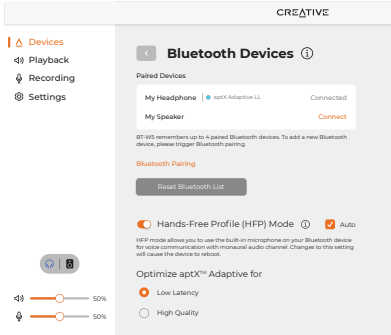 CREATIVE
Devices
Playback
Recording
Settings
50%
50%
Bluetooth Devices
Paired Devices
My Headphone aptX Adaptive LL Connected
My Speaker Connect
BT-W5 remembers up to 4 paired Bluetooth devices. To add a new Bluetooth
device, please trigger Bluetooth pairing.
Bluetooth Pairing
Reset Bluetooth List
Hands-Free Profile (HFP) Mode Auto
HFP mode allows you to use the built-in microphone on your Bluetooth device
for voice communication with monaural audio channel. Changes to this setting
will cause the device to reboot.
Optimize aptX™ Adaptive for
Low Latency
High Quality